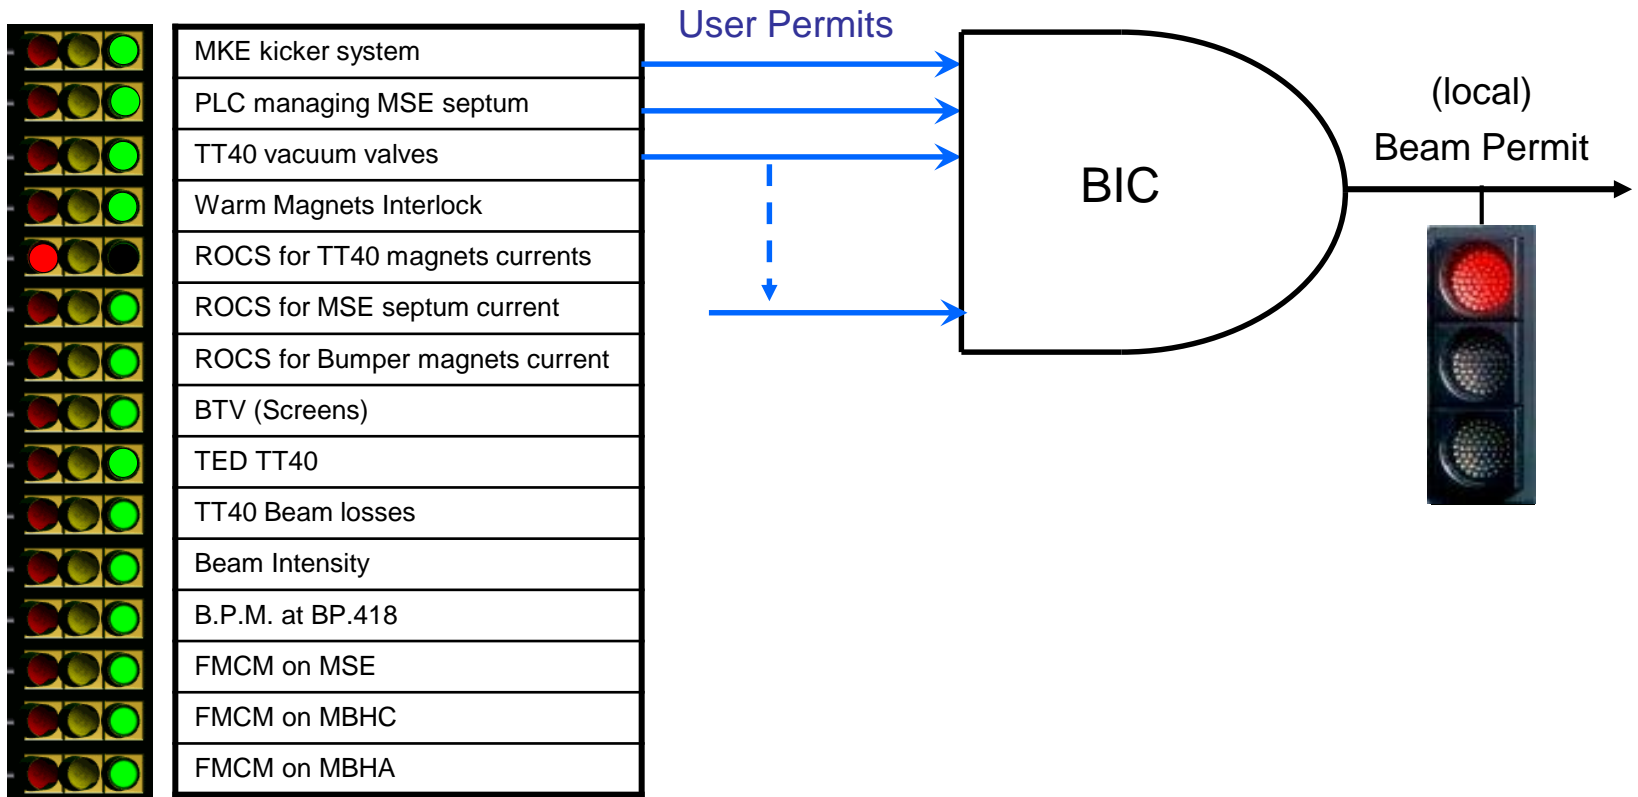 User Permits
MKE kicker system
PLC managing MSE septum
TT40 vacuum valves
Warm Magnets Interlock
ROCS for TT40 magnets currents
ROCS for MSE septum current
ROCS for Bumper magnets current
BTV (Screens)
TED TT40
TT40 Beam losses
Beam Intensity
B.P.M. at BP.418
FMCM on MSE
FMCM on MBHC
FMCM on MBHA
BIC
(local)
Beam Permit